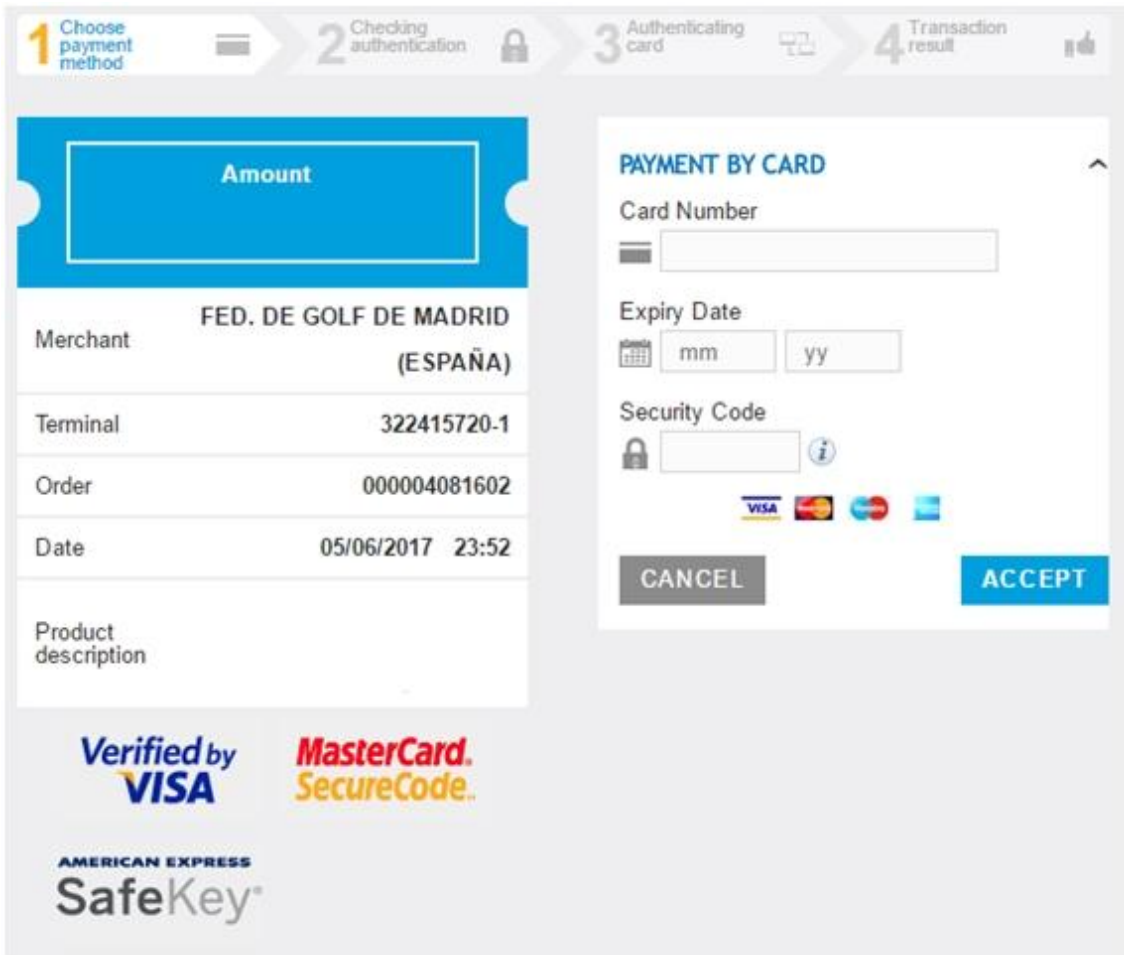 1 Choose
payment
method
2 Checking
authentication
3 Authenticating
card
4 Transaction
result
Amount
Merchant
FED. DE GOLF DE MADRID
(ESPAÑA)
Terminal 322415720-1
Order 000004081602
Date 05/06/2017 23:52
Product
description
Verified by
VISA
MasterCard.
SecureCode.
AMERICAN EXPRESS
SafeKey®
PAYMENT BY CARD
Card Number
Expiry Date
mm yy
Security Code
i
VISA
CANCEL ACCEPT